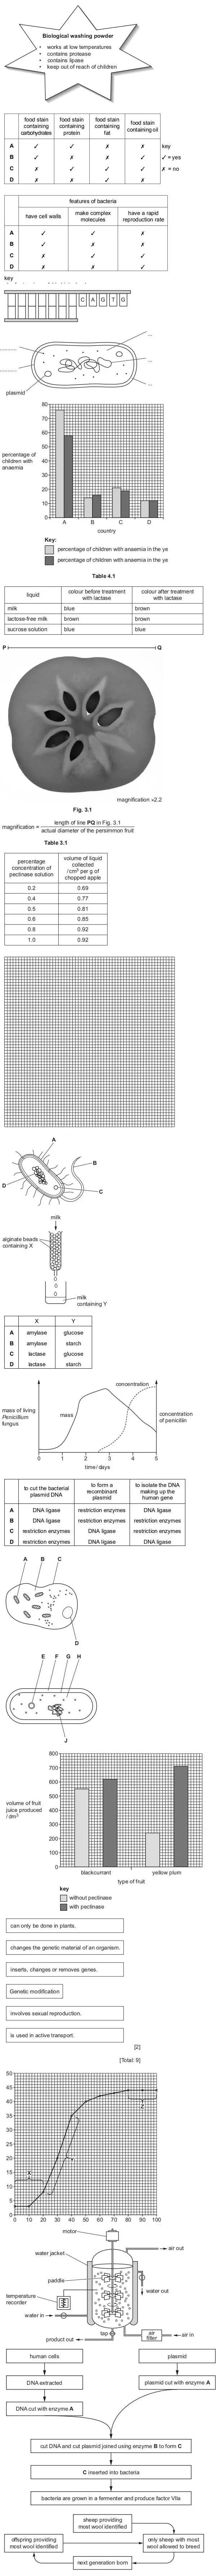 Biological washing powder
• works at low temperatures
• contains protease
• contains lipase
• keep out of reach of children
food stain containing carbohydrates food stain containing protein food stain containing fat food stain containing oil
A ✓ ✓ ✗ ✗
B ✓ ✗ ✗ ✓
C ✗ ✓ ✓ ✓
D ✗ ✗ ✓ ✗
key
✓ = yes
✗ = no
features of bacteria
have cell walls make complex molecules have a rapid reproduction rate
A ✓ ✓ ✗
B ✓ ✗ ✗
C ✗ ✓ ✓
D ✗ ✗ ✓
key
C A G T G
plasmid
percentage of children with anaemia
80
70
60
50
40
30
20
10
0
A B C D
country
Key:
percentage of children with anaemia in the ye
percentage of children with anaemia in the ye
Table 4.1
liquid colour before treatment with lactase colour after treatment with lactase
milk blue brown
lactose-free milk brown brown
sucrose solution blue blue
P Q
magnification ×2.2
Fig. 3.1
magnification = length of line PQ in Fig. 3.1
actual diameter of the persimmon fruit
Table 3.1
percentage concentration of pectinase solution volume of liquid collected /cm³ per g of chopped apple
0.2 0.69
0.4 0.77
0.5 0.81
0.6 0.85
0.8 0.92
1.0 0.92
A
B
C
D
milk
alginate beads containing X
milk containing Y
X Y
A amylase glucose
B amylase starch
C lactase glucose
D lactase starch
mass of living Penicillium fungus
concentration
mass
concentration of penicillin
0 1 2 3 4 5
time/days
to cut the bacterial plasmid DNA to form a recombinant plasmid to isolate the DNA making up the human gene
A DNA ligase restriction enzymes DNA ligase
B DNA ligase restriction enzymes restriction enzymes
C restriction enzymes DNA ligase restriction enzymes
D restriction enzymes DNA ligase DNA ligase
A B C
D
E F G H
J
volume of fruit juice produced /dm³
800
700
600
500
400
300
200
100
0
blackcurrant yellow plum
type of fruit
key
without pectinase
with pectinase
can only be done in plants.
changes the genetic material of an organism.
inserts, changes or removes genes.
Genetic modification
involves sexual reproduction.
is used in active transport.
[2]
[Total: 9]
50
45
40
35
30
25
20
15
10
5
0
X
Y
Z
0 10 20 30 40 50 60 70 80 90 100
motor
water jacket
air out
paddle
water out
temperature recorder
water in
tap
air filter
air in
product out
human cells
plasmid
DNA extracted
plasmid cut with enzyme A
DNA cut with enzyme A
cut DNA and cut plasmid joined using enzyme B to form C
C inserted into bacteria
bacteria are grown in a fermenter and produce factor VIIa
sheep providing most wool identified
offspring providing most wool identified
only sheep with most wool allowed to breed
next generation born